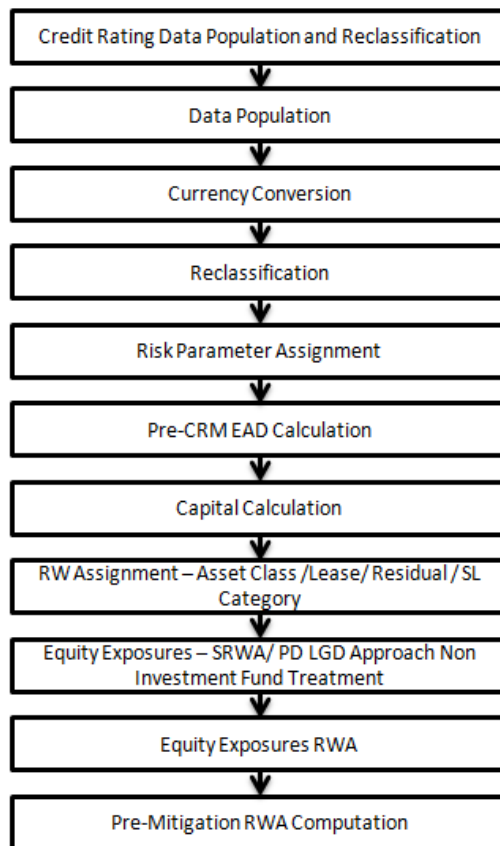 Credit Rating Data Population and Reclassification
Data Population
Currency Conversion
Reclassification
Risk Parameter Assignment
Pre-CRM EAD Calculation
Capital Calculation
RW Assignment – Asset Class /Lease/ Residual / SL
Category
Equity Exposures – SRWA/ PD LGD Approach Non
Investment Fund Treatment
Equity Exposures RWA
Pre-Mitigation RWA Computation